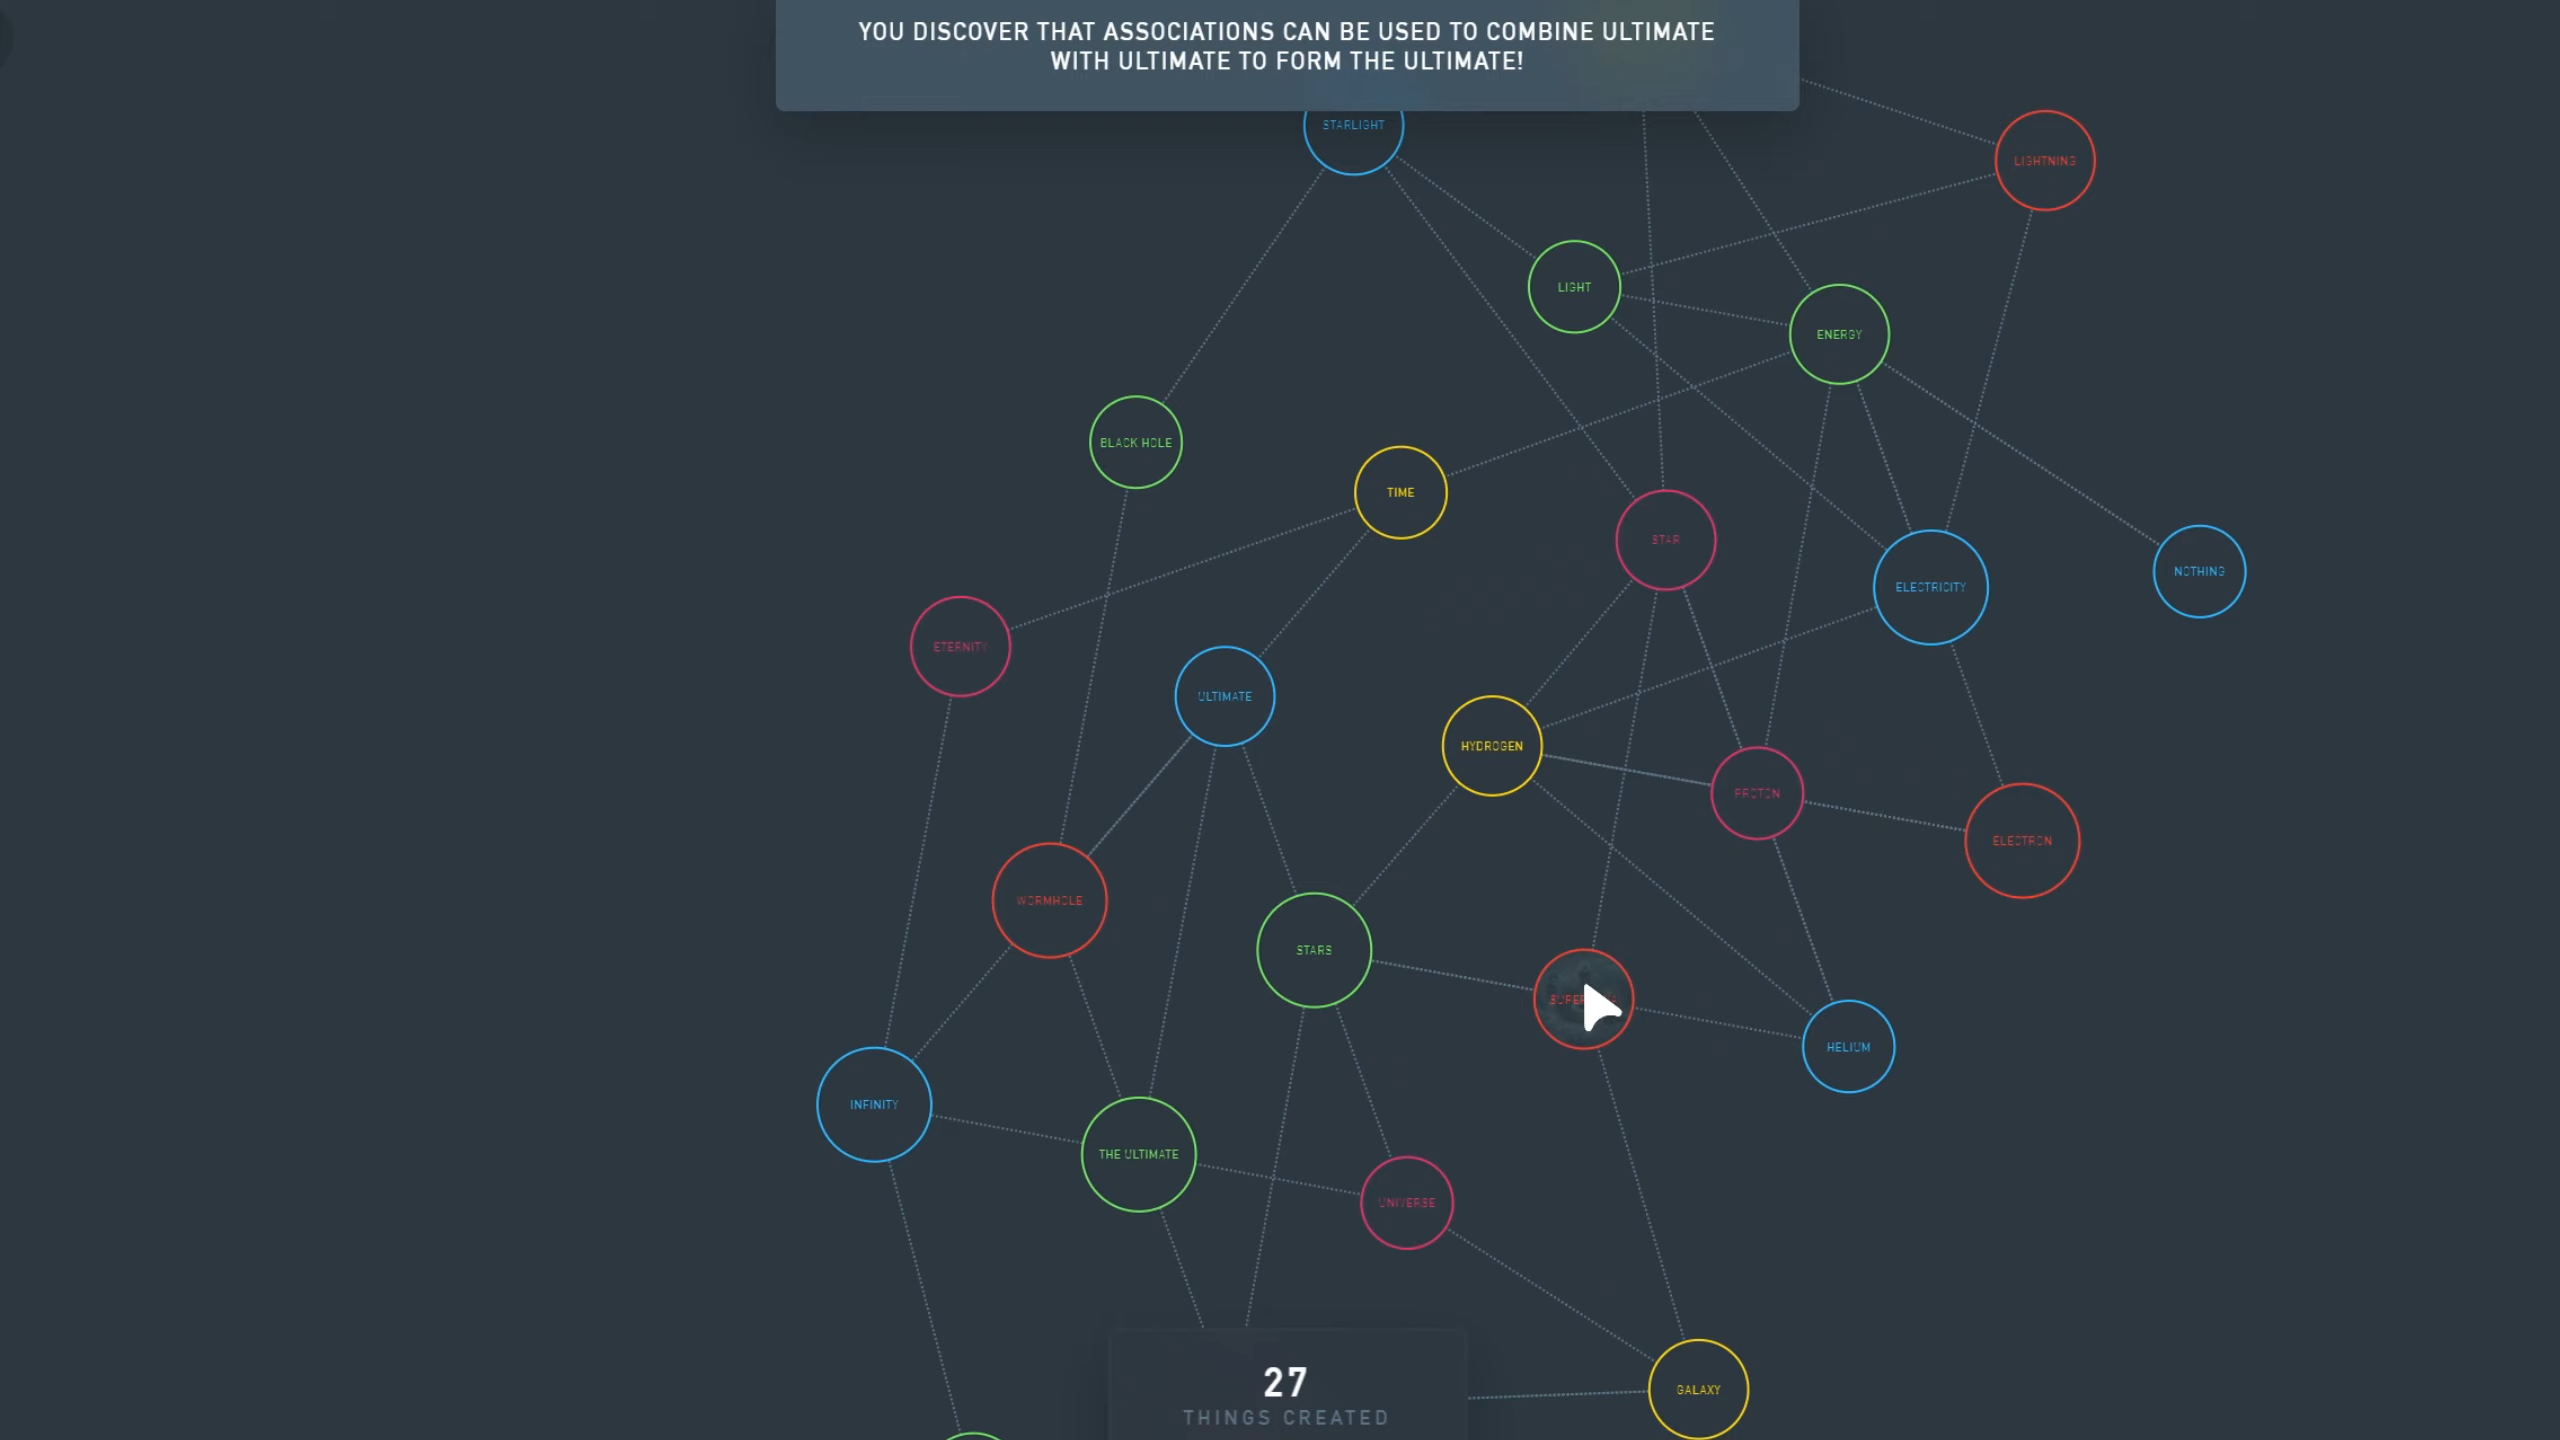 YOU DISCOVER THAT ASSOCIATIONS CAN BE USED TO COMBINE ULTIMATE
WITH ULTIMATE TO FORM THE ULTIMATE!
STARLIGHT
LIGHTNING
LIGHT
ENERGY
BLACK HOLE
TIME
STAR
NOTHING
ELECTRICITY
ETERNITY
ULTIMATE
HYDROGEN
PROTON
ELECTRON
WORMHOLE
STARS
HELIUM
INFINITY
THE ULTIMATE
UNIVERSE
27
THINGS CREATED
GALAXY